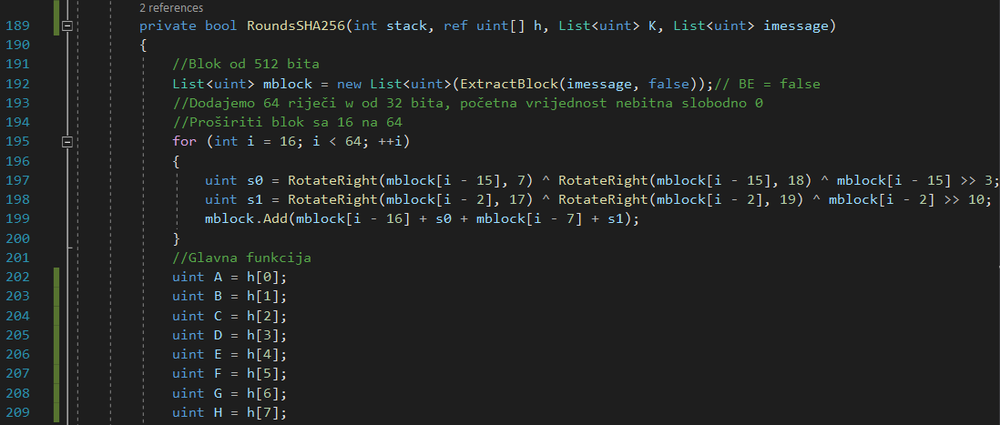 2 references
189 private bool RoundsSHA256(int stack, ref uint[] h, List<uint> K, List<uint> imessage)
190 {
191 //Blok od 512 bita
192 List<uint> mblock = new List<uint>(ExtractBlock(imessage, false));// BE = false
193 //Dodajemo 64 riječi w od 32 bita, početna vrijednost nebitna slobodno 0
194 //Proširiti blok sa 16 na 64
195 for (int i = 16; i < 64; ++i)
196 {
197 uint s0 = RotateRight(mblock[i - 15], 7) ^ RotateRight(mblock[i - 15], 18) ^ mblock[i - 15] >> 3;
198 uint s1 = RotateRight(mblock[i - 2], 17) ^ RotateRight(mblock[i - 2], 19) ^ mblock[i - 2] >> 10;
199 mblock.Add(mblock[i - 16] + s0 + mblock[i - 7] + s1);
200 }
201 //Glavna funkcija
202 uint A = h[0];
203 uint B = h[1];
204 uint C = h[2];
205 uint D = h[3];
206 uint E = h[4];
207 uint F = h[5];
208 uint G = h[6];
209 uint H = h[7];